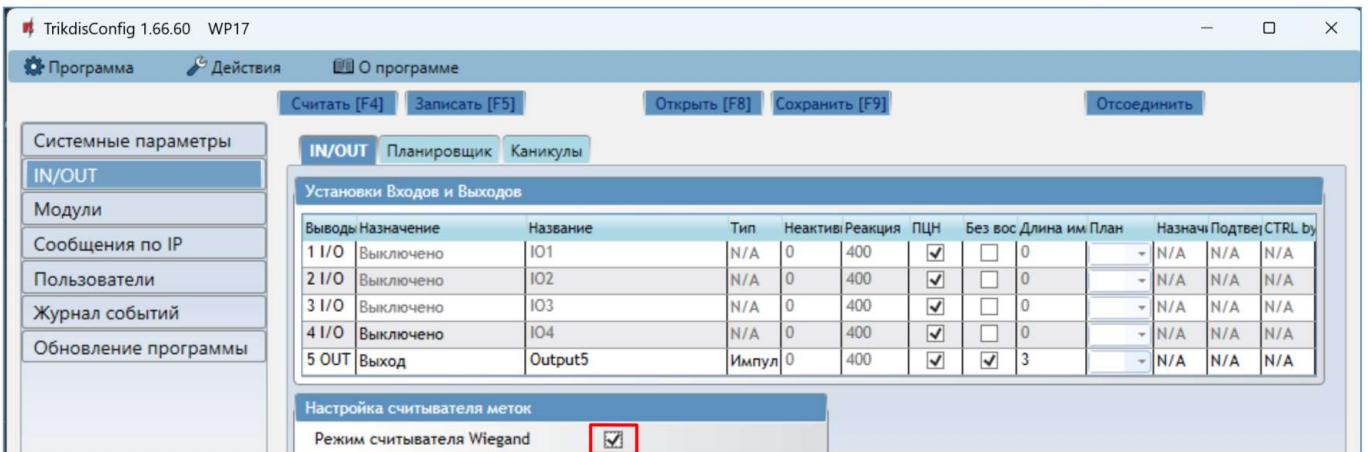 TrikdisConfig 1.66.60 WP17
Программа Действия О программе
Считать [F4] Записать [F5] Открыть [F8] Сохранить [F9] Отсоединить
Системные параметры
IN/OUT
Модули
Сообщения по IP
Пользователи
Журнал событий
Обновление программы
IN/OUT Планировщик Каникулы
Установки Входов и Выходов
Выводы Назначение Название Тип Неактив Реакция ПЦН Без вос Длина им План Назнач Подтве CTRL by
1 I/O Выключено IO1 N/A 0 400 0 N/A N/A N/A
2 I/O Выключено IO2 N/A 0 400 0 N/A N/A N/A
3 I/O Выключено IO3 N/A 0 400 0 N/A N/A N/A
4 I/O Выключено IO4 N/A 0 400 0 N/A N/A N/A
5 OUT Выход Output5 Импул 0 400 3 N/A N/A N/A
Настройка считывателя меток
Режим считывателя Wiegand